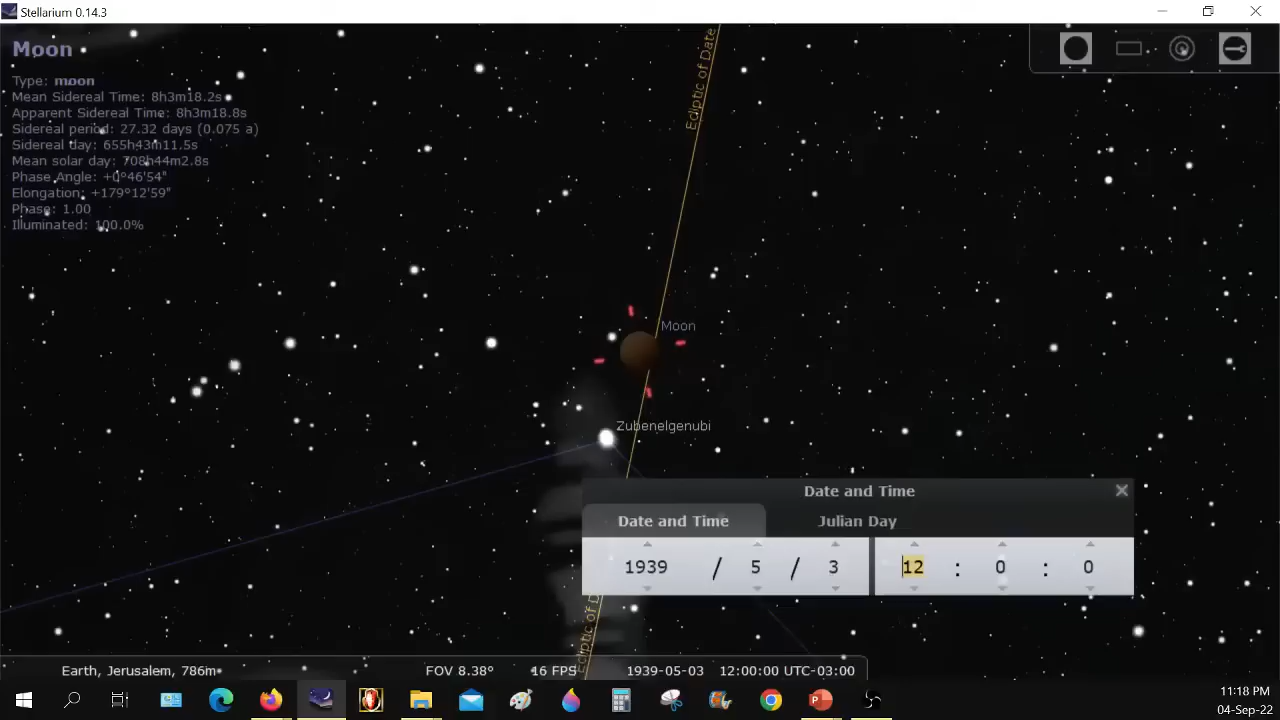 Stellarium 0.14.3
Moon
Type: moon
Mean Sidereal Time: 8h3m18.2s
Apparent Sidereal Time: 8h3m18.8s
Sidereal period: 27.32 days (0.075 a)
Sidereal day: 655h43m11.5s
Mean solar day: 708h44m2.8s
Phase Angle: +0°46'54"
Elongation: +179°12'59"
Phase: 1.00
Illuminated: 100.0%
Ecliptic of Date
Moon
Zubenelgenubi
Date and Time
Date and Time Julian Day
1939 / 5 / 3 12 : 0 : 0
Ecliptic of D
Earth, Jerusalem, 786m FOV 8.38° 16 FPS 1939-05-03 12:00:00 UTC-03:00
11:18 PM
04-Sep-22